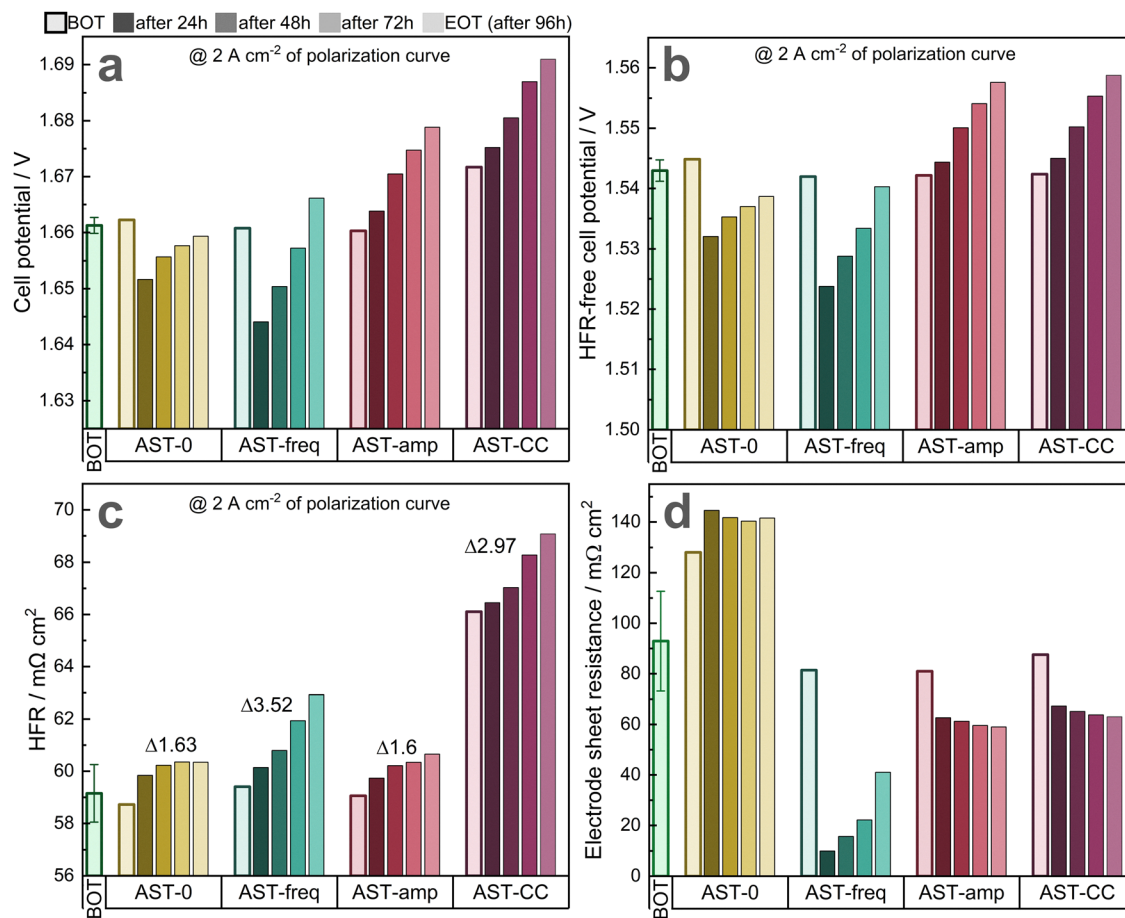 BOT after 24h after 48h after 72h EOT (after 96h)
a
@ 2 A cm⁻² of polarization curve
Cell potential / V
1.69
1.68
1.67
1.66
1.65
1.64
1.63
BOT AST-0 AST-freq AST-amp AST-CC
b
@ 2 A cm⁻² of polarization curve
HFR-free cell potential / V
1.56
1.55
1.54
1.53
1.52
1.51
1.50
BOT AST-0 AST-freq AST-amp AST-CC
c
@ 2 A cm⁻² of polarization curve
HFR / mΩ cm²
70
68
66
64
62
60
58
56
Δ1.63
Δ3.52
Δ1.6
Δ2.97
BOT AST-0 AST-freq AST-amp AST-CC
d
Electrode sheet resistance / mΩ cm²
140
120
100
80
60
40
20
0
BOT AST-0 AST-freq AST-amp AST-CC